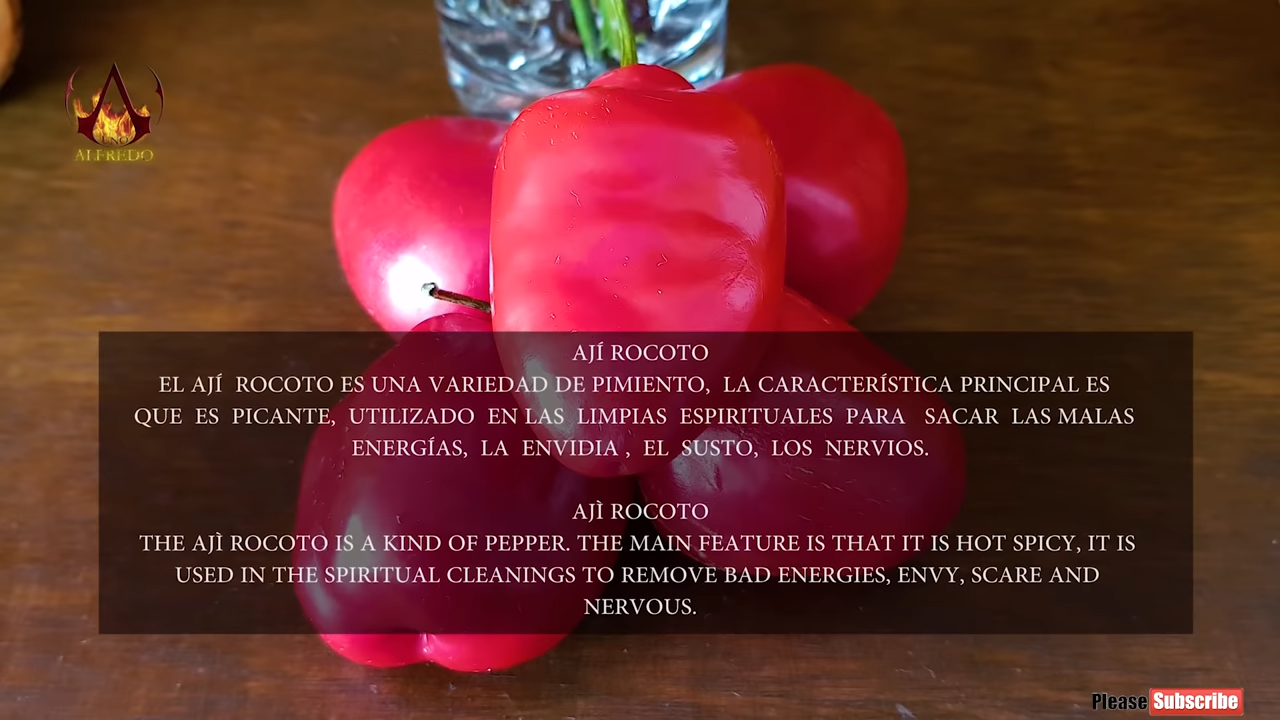 UNO
ALFREDO
AJÍ ROCOTO
EL AJÍ ROCOTO ES UNA VARIEDAD DE PIMIENTO, LA CARACTERÍSTICA PRINCIPAL ES
QUE ES PICANTE, UTILIZADO EN LAS LIMPIAS ESPIRITUALES PARA SACAR LAS MALAS
ENERGÍAS, LA ENVIDIA , EL SUSTO, LOS NERVIOS.
AJÌ ROCOTO
THE AJÌ ROCOTO IS A KIND OF PEPPER. THE MAIN FEATURE IS THAT IT IS HOT SPICY, IT IS
USED IN THE SPIRITUAL CLEANINGS TO REMOVE BAD ENERGIES, ENVY, SCARE AND
NERVOUS.
Please Subscribe